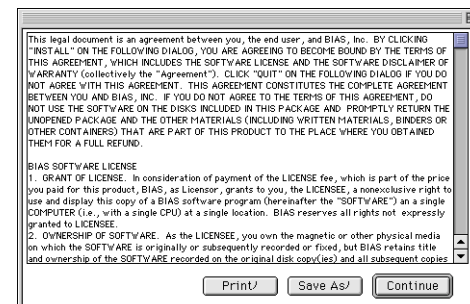 This legal document is an agreement between you, the end user, and BIAS, Inc. BY CLICKING
"INSTALL" ON THE FOLLOWING DIALOG, YOU ARE AGREEING TO BECOME BOUND BY THE TERMS OF
THIS AGREEMENT, WHICH INCLUDES THE SOFTWARE LICENSE AND THE SOFTWARE DISCLAIMER OF
WARRANTY (collectively the "Agreement"). CLICK "QUIT" ON THE FOLLOWING DIALOG IF YOU DO
NOT AGREE WITH THIS AGREEMENT. THIS AGREEMENT CONSTITUTES THE COMPLETE AGREEMENT
BETWEEN YOU AND BIAS, INC. IF YOU DO NOT AGREE TO THE TERMS OF THIS AGREEMENT, DO
NOT USE THE SOFTWARE ON THE DISKS INCLUDED IN THIS PACKAGE AND PROMPTLY RETURN THE
UNOPENED PACKAGE AND THE OTHER MATERIALS (INCLUDING WRITTEN MATERIALS, BINDERS OR
OTHER CONTAINERS) THAT ARE PART OF THIS PRODUCT TO THE PLACE WHERE YOU OBTAINED
THEM FOR A FULL REFUND.
BIAS SOFTWARE LICENSE
1. GRANT OF LICENSE. In consideration of payment of the LICENSE fee, which is part of the price
you paid for this product, BIAS, as Licensor, grants to you, the LICENSEE, a nonexclusive right to
use and display this copy of a BIAS software program (hereinafter the "SOFTWARE") an a single
COMPUTER (i.e., with a single CPU) at a single location. BIAS reserves all rights not expressly
granted to LICENSEE.
2. OWNERSHIP OF SOFTWARE. As the LICENSEE, you own the magnetic or other physical media
on which the SOFTWARE is originally or subsequently recorded or fixed, but BIAS retains title
and ownership of the SOFTWARE recorded on the original disk copy(ies) and all subsequent copies
Print/ Save As/ Continue